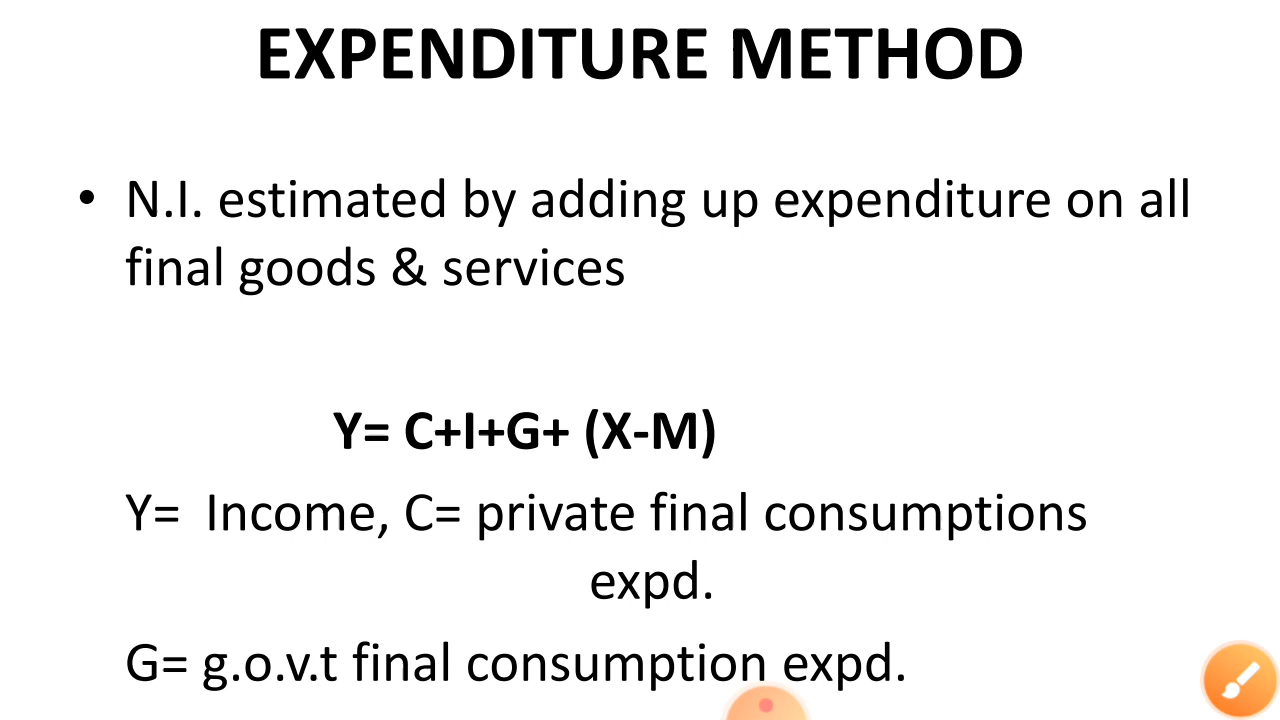 EXPENDITURE METHOD
• N.I. estimated by adding up expenditure on all
final goods & services
Y= C+I+G+ (X-M)
Y= Income, C= private final consumptions
expd.
G= g.o.v.t final consumption expd.